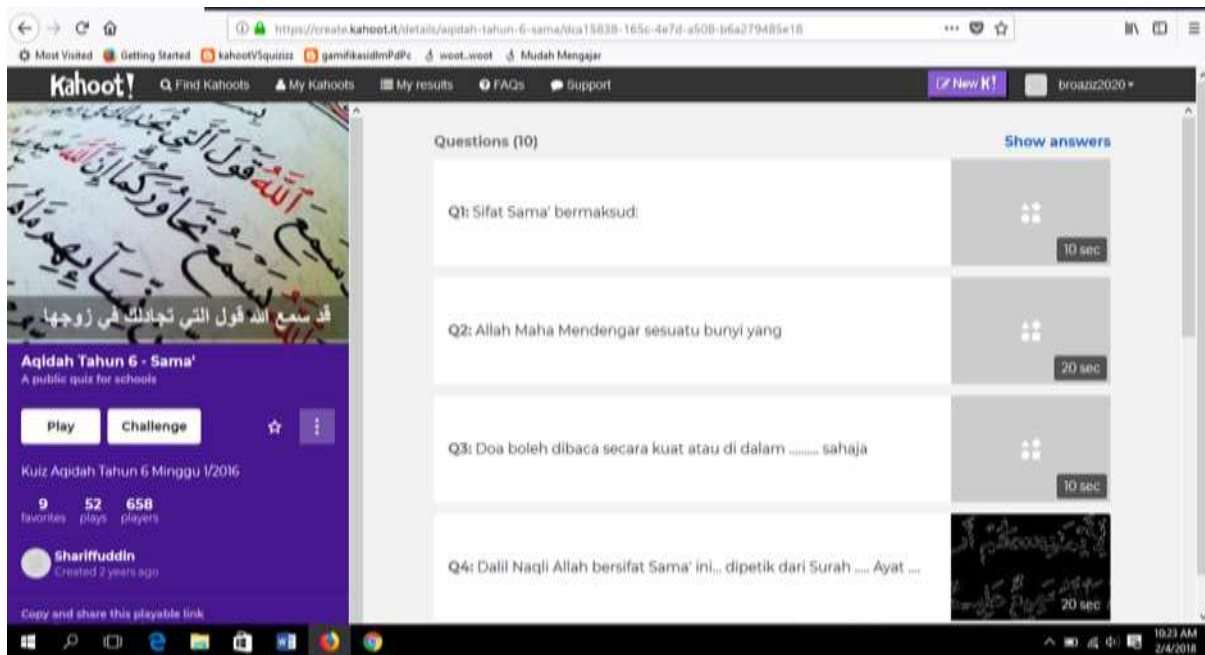 https://create.kahoot.it/details/aqidah-tahun-6-sama/dca15838-165c-4e7d-a508-b6a279485e18
Most Visited Getting Started kahootVSquizizz gamifikasidlmPdPc woot..woot Mudah Mengajar
Kahoot! Find Kahoots My Kahoots My results FAQs Support New K! broaziz2020
قد سمع الله قول التي تجادلك في زوجها
Aqidah Tahun 6 - Sama'
A public quiz for schools
Play Challenge
Kuiz Aqidah Tahun 6 Minggu 1/2016
9 52 658
favorites plays players
Shariffuddin
Created 2 years ago
Copy and share this playable link
Questions (10) Show answers
Q1: Sifat Sama' bermaksud:
10 sec
Q2: Allah Maha Mendengar sesuatu bunyi yang
20 sec
Q3: Doa boleh dibaca secara kuat atau di dalam ......... sahaja
10 sec
Q4: Dalil Naqli Allah bersifat Sama' ini... dipetik dari Surah ..... Ayat ....
20 sec
10:23 AM
2/4/2018